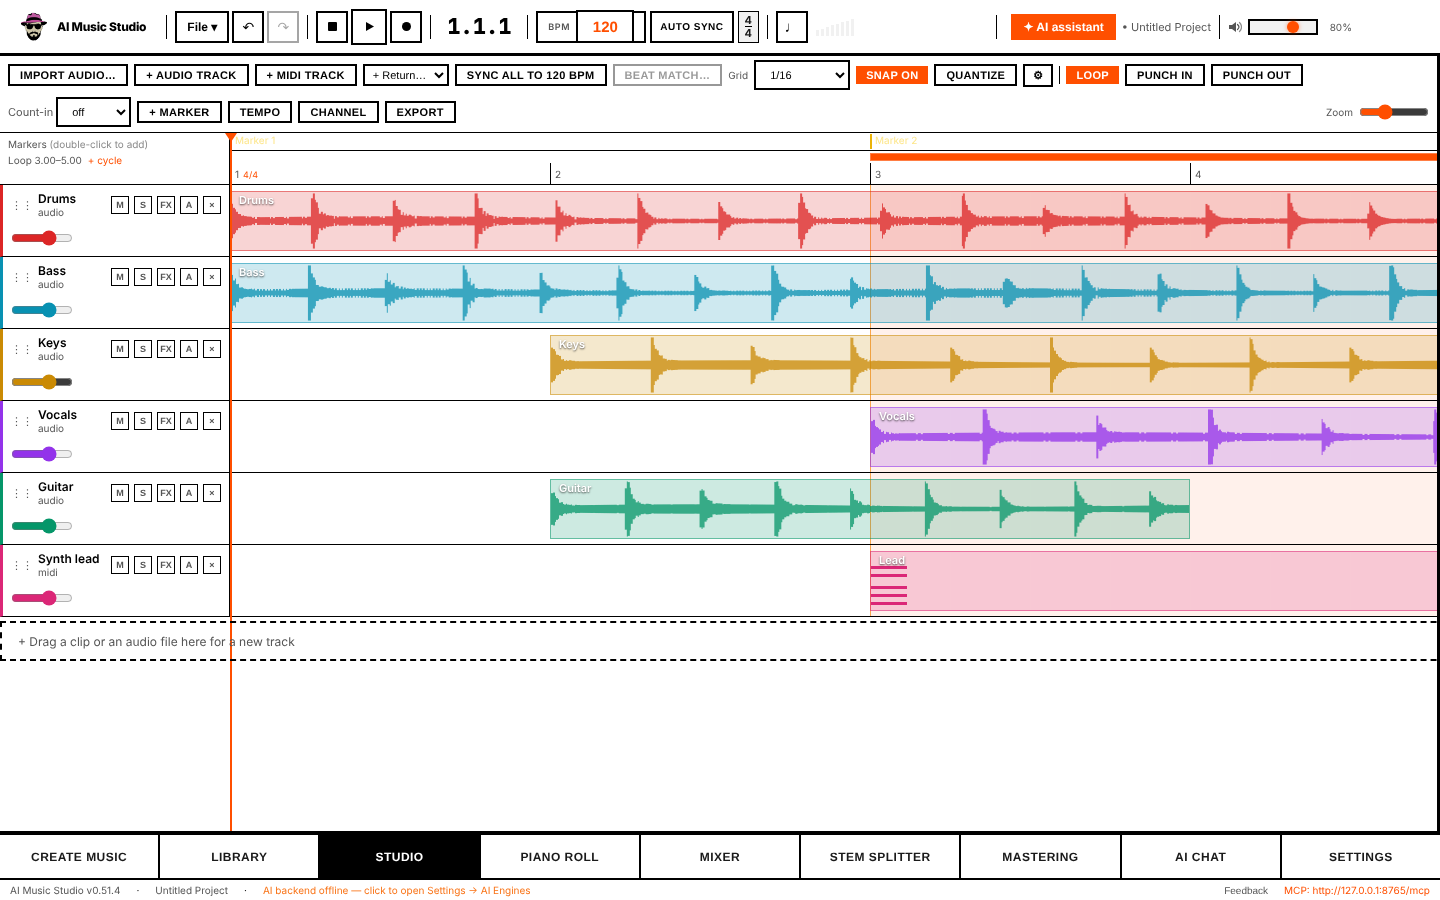 AI Music Studio
File ▾
1.1.1
BPM
120
AUTO SYNC
4
4
♩
✦ AI assistant
• Untitled Project
80%
IMPORT AUDIO...
+ AUDIO TRACK
+ MIDI TRACK
+ Return...
SYNC ALL TO 120 BPM
BEAT MATCH...
Grid
1/16
SNAP ON
QUANTIZE
LOOP
PUNCH IN
PUNCH OUT
Count-in
off
+ MARKER
TEMPO
CHANNEL
EXPORT
Zoom
Markers (double-click to add)
Loop 3.00–5.00 + cycle
Marker 1
Marker 2
1 4/4
2
3
4
Drums
audio
M S FX A ×
Drums
Bass
audio
M S FX A ×
Bass
Keys
audio
M S FX A ×
Keys
Vocals
audio
M S FX A ×
Vocals
Guitar
audio
M S FX A ×
Guitar
Synth lead
midi
M S FX A ×
Lead
+ Drag a clip or an audio file here for a new track
CREATE MUSIC
LIBRARY
STUDIO
PIANO ROLL
MIXER
STEM SPLITTER
MASTERING
AI CHAT
SETTINGS
AI Music Studio v0.51.4 · Untitled Project · AI backend offline — click to open Settings → AI Engines
Feedback
MCP: http://127.0.0.1:8765/mcp